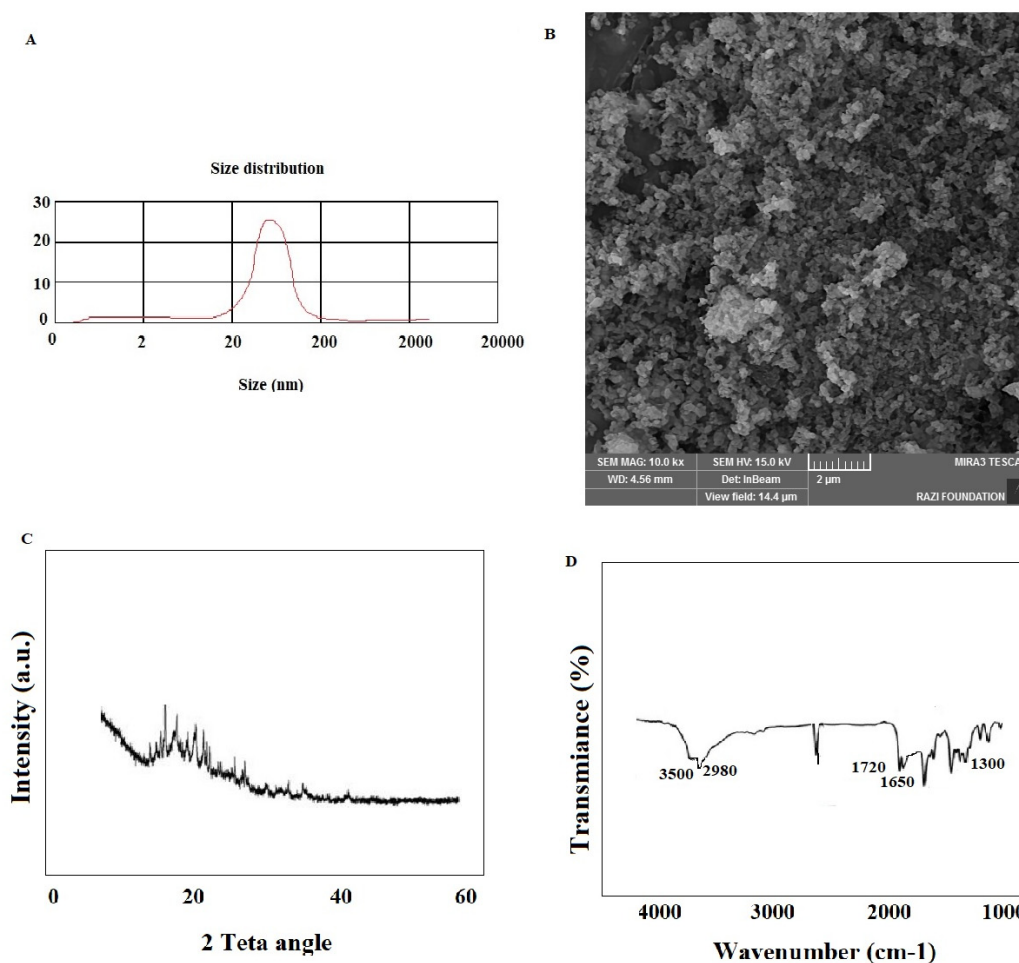 A
Size distribution
30
20
10
0
0 2 20 200 2000 20000
Size (nm)
B
SEM MAG: 10.0 kx SEM HV: 15.0 kV MIRA3 TESCA
WD: 4.56 mm Det: InBeam 2 µm
View field: 14.4 µm RAZI FOUNDATION
C
Intensity (a.u.)
0 20 40 60
2 Teta angle
D
Transmiance (%)
3500 2980 1720 1650 1300
4000 3000 2000 1000
Wavenumber (cm-1)